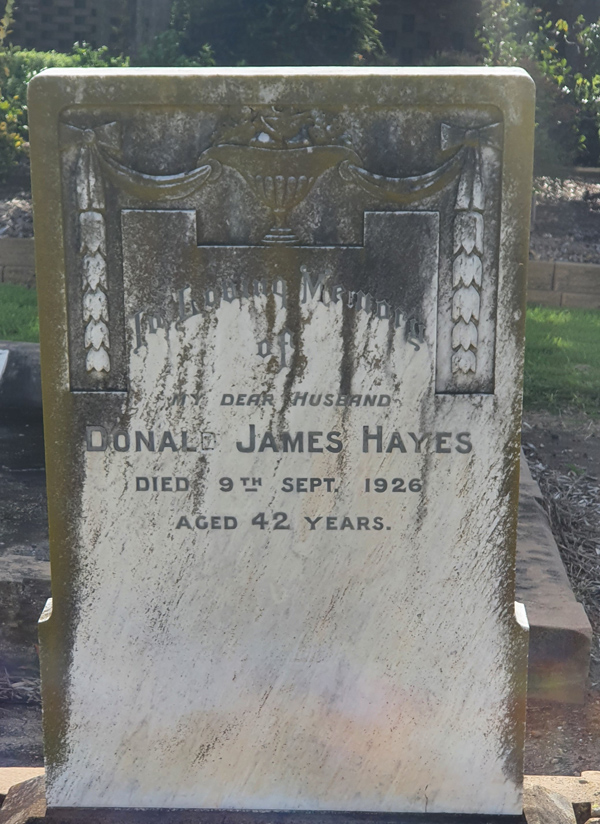 In Loving Memory
of
MY DEAR HUSBAND
DONALD JAMES HAYES
DIED 9TH SEPT. 1926
AGED 42 YEARS.